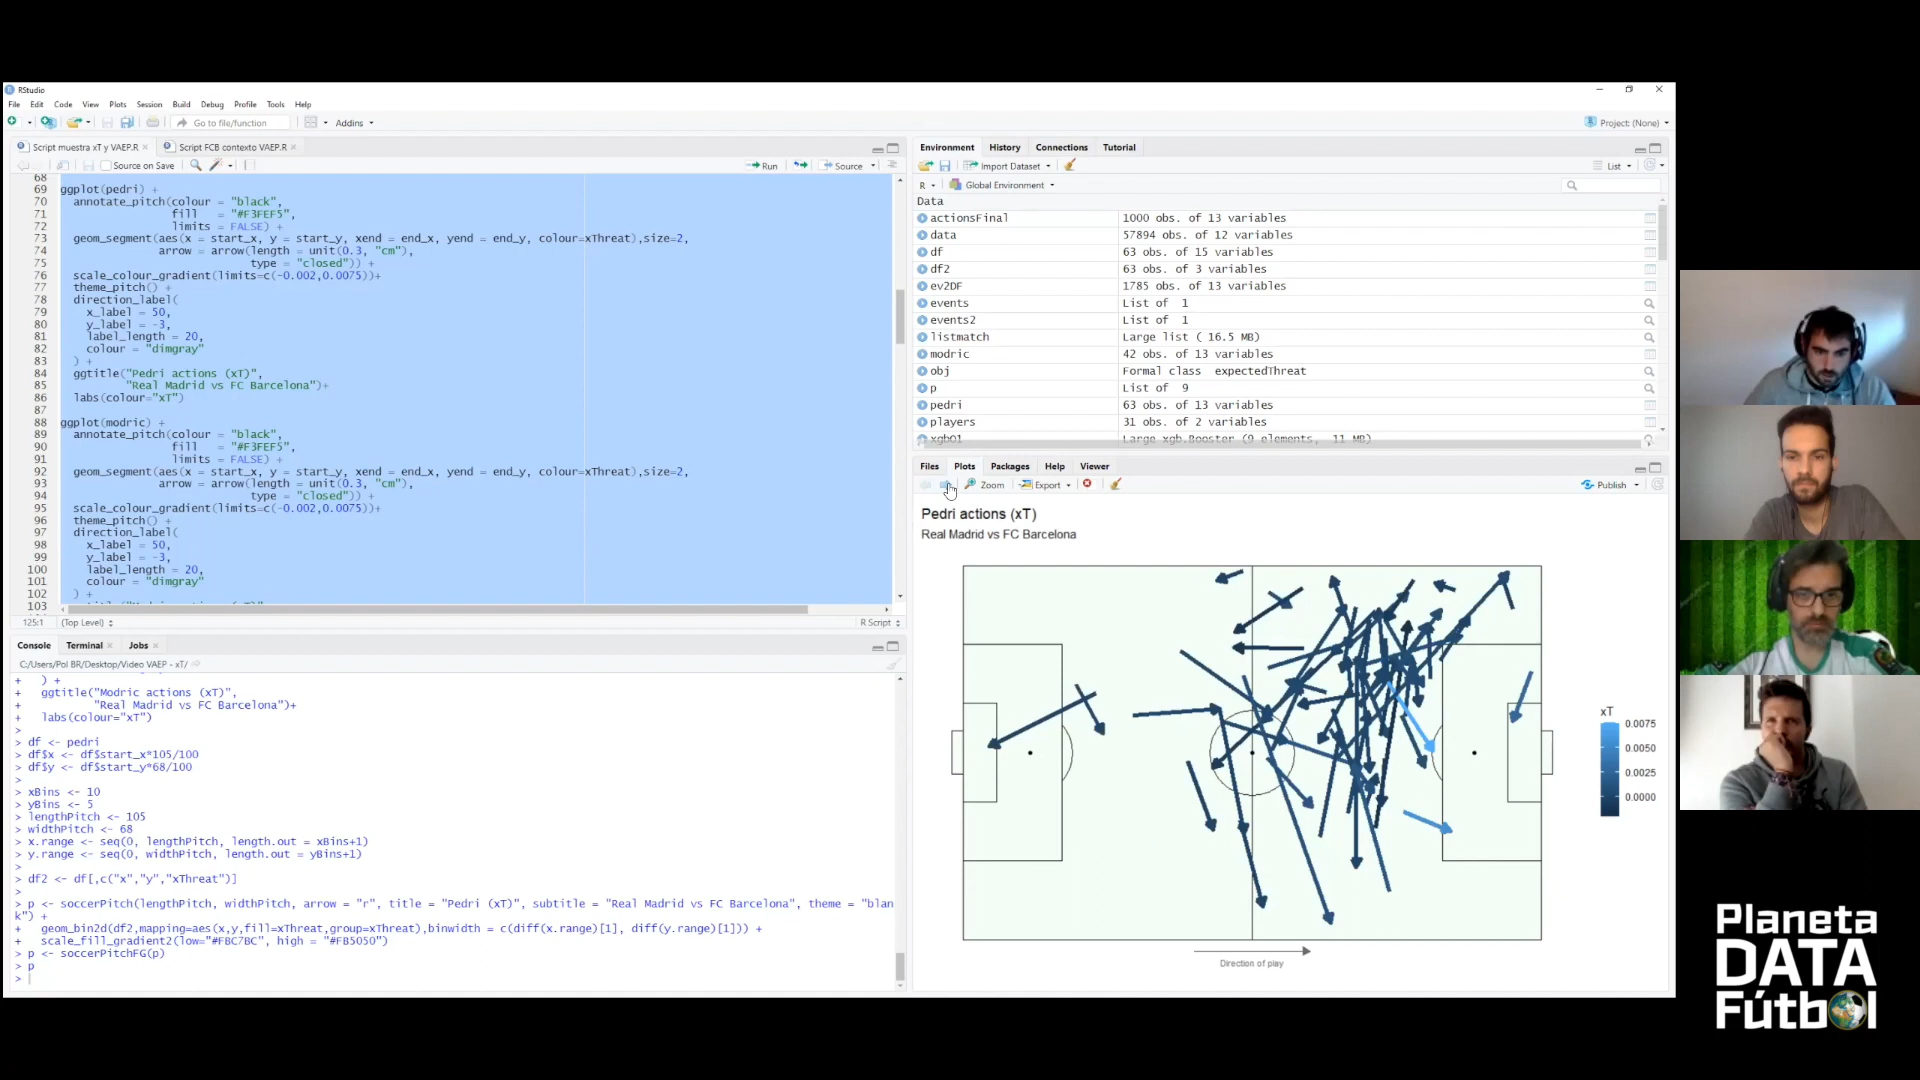 RStudio
File Edit Code View Plots Session Build Debug Profile Tools Help
Go to file/function
Addins
Project: (None)
Script muestra xT y VAEP.R
Script FCB contexto VAEP.R
Source on Save
Run
Source
68
69 ggplot(pedri) +
70 annotate_pitch(colour = "black",
71 fill = "#F3FEF5",
72 limits = FALSE) +
73 geom_segment(aes(x = start_x, y = start_y, xend = end_x, yend = end_y, colour=xThreat),size=2,
74 arrow = arrow(length = unit(0.3, "cm"),
75 type = "closed")) +
76 scale_colour_gradient(limits=c(-0.002,0.0075))+
77 theme_pitch() +
78 direction_label(
79 x_label = 50,
80 y_label = -3,
81 label_length = 20,
82 colour = "dimgray"
83 ) +
84 ggtitle("Pedri actions (xT)",
85 "Real Madrid vs FC Barcelona")+
86 labs(colour="xT")
87
88 ggplot(modric) +
89 annotate_pitch(colour = "black",
90 fill = "#F3FEF5",
91 limits = FALSE) +
92 geom_segment(aes(x = start_x, y = start_y, xend = end_x, yend = end_y, colour=xThreat),size=2,
93 arrow = arrow(length = unit(0.3, "cm"),
94 type = "closed")) +
95 scale_colour_gradient(limits=c(-0.002,0.0075))+
96 theme_pitch() +
97 direction_label(
98 x_label = 50,
99 y_label = -3,
100 label_length = 20,
101 colour = "dimgray"
102 ) +
103
125:1 (Top Level) R Script
Console Terminal Jobs
C:/Users/Pol BR/Desktop/Video VAEP - xT/
+ ) +
+ ggtitle("Modric actions (xT)",
+ "Real Madrid vs FC Barcelona")+
+ labs(colour="xT")
>
> df <- pedri
> df$x <- df$start_x*105/100
> df$y <- df$start_y*68/100
>
> xBins <- 10
> yBins <- 5
> lengthPitch <- 105
> widthPitch <- 68
> x.range <- seq(0, lengthPitch, length.out = xBins+1)
> y.range <- seq(0, widthPitch, length.out = yBins+1)
>
> df2 <- df[,c("x","y","xThreat")]
>
> p <- soccerPitch(lengthPitch, widthPitch, arrow = "r", title = "Pedri (xT)", subtitle = "Real Madrid vs FC Barcelona", theme = "blan
k") +
+ geom_bin2d(df2,mapping=aes(x,y,fill=xThreat,group=xThreat),binwidth = c(diff(x.range)[1], diff(y.range)[1])) +
+ scale_fill_gradient2(low="#FBC7BC", high = "#FB5050")
> p <- soccerPitchFG(p)
> p
>
Environment History Connections Tutorial
Import Dataset
List
R Global Environment
Data
actionsFinal 1000 obs. of 13 variables
data 57894 obs. of 12 variables
df 63 obs. of 15 variables
df2 63 obs. of 3 variables
ev2DF 1785 obs. of 13 variables
events List of 1
events2 List of 1
listmatch Large list ( 16.5 MB)
modric 42 obs. of 13 variables
obj Formal class expectedThreat
p List of 9
pedri 63 obs. of 13 variables
players 31 obs. of 2 variables
xgb01 Large xgb.Booster (9 elements, 11 MB)
Files Plots Packages Help Viewer
Zoom Export Publish
Pedri actions (xT)
Real Madrid vs FC Barcelona
xT
0.0075
0.0050
0.0025
0.0000
Direction of play
Planeta
DATA
Fútbol